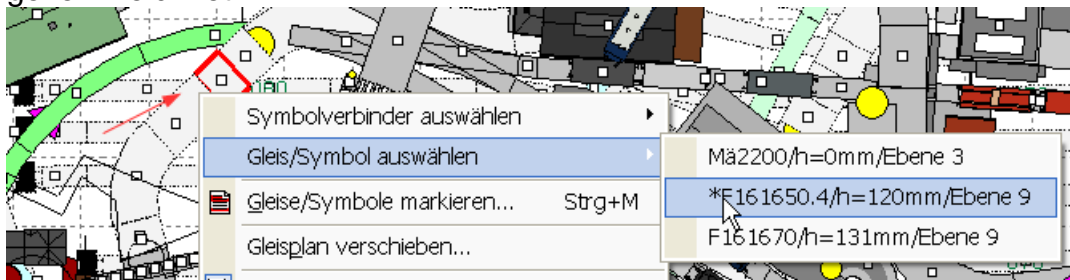 Symbolverbinder auswählen
Gleis/Symbol auswählen
Gleise/Symbole markieren... Strg+M
Gleisplan verschieben...
Mä2200/h=0mm/Ebene 3
*F161650.4/h=120mm/Ebene 9
F161670/h=131mm/Ebene 9